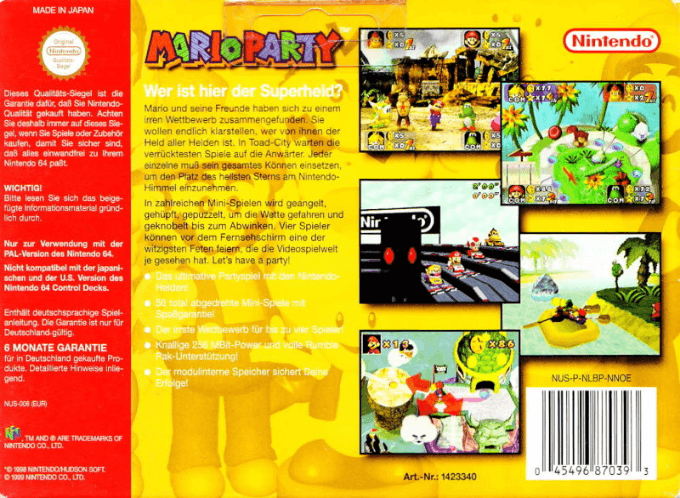 MADE IN JAPAN
Original
Nintendo
Qualitäts-
Siegel
Dieses Qualitäts-Siegel ist die
Garantie dafür, daß Sie Nintendo-
Qualität gekauft haben. Achten
Sie deshalb immer auf dieses Sie-
gel, wenn Sie Spiele oder Zubehör
kaufen, damit Sie sicher sind,
daß alles einwandfrei zu Ihrem
Nintendo 64 paßt.
WICHTIG!
Bitte lesen Sie sich das beige-
fügte Informationsmaterial gründ-
lich durch.
Nur zur Verwendung mit der
PAL-Version des Nintendo 64.
Nicht kompatibel mit der japani-
schen und der U.S. Version des
Nintendo 64 Control Decks.
Enthält deutschsprachige Spiel-
anleitung. Die Garantie ist nur für
Deutschland gültig.
6 MONATE GARANTIE
für in Deutschland gekaufte Pro-
dukte. Detaillierte Hinweise inlie-
gend.
NUS-006 (EUR)
, TM AND ® ARE TRADEMARKS OF
NINTENDO CO., LTD.
©1998 NINTENDO/HUDSON SOFT.
© 1999 NINTENDO CO., LTD.
MARIO PARTY
Wer ist hier der Superheld?
Mario und seine Freunde haben sich zu einem
irren Wettbewerb zusammengefunden. Sie
wollen endlich klarstellen, wer von ihnen der
Held aller Helden ist. In Toad-City warten die
verrücktesten Spiele auf die Anwärter. Jeder
einzelne muß sein gesamtes Können einsetzen,
um den Platz des hellsten Sterns am Nintendo-
Himmel einzunehmen.
In zahlreichen Mini-Spielen wird geangelt,
gehüpft, gepuzzelt, um die Wette gefahren und
geknobelt bis zum Abwinken. Vier Spieler
können vor dem Fernsehschirm eine der
witzigsten Feten feiern, die die Videospielwelt
je gesehen hat. Let's have a party!
Das ultimative Partyspiel mit den Nintendo-
Helden!
56 total abgedrehte Mini-Spiele mit
Spaßgarantie!
Der erste Wettbewerb für bis zu vier Spieler!
Knallige 256 MBit-Power und volle Rumble
Pak-Unterstützung!
Der modulinterne Speicher sichert Deine
Erfolge!
Nintendo
COM
COM
2'00"
0'00"
NUS-P-NLBP-NNOE
Art.-Nr.: 1423340
0 45496 87039 3